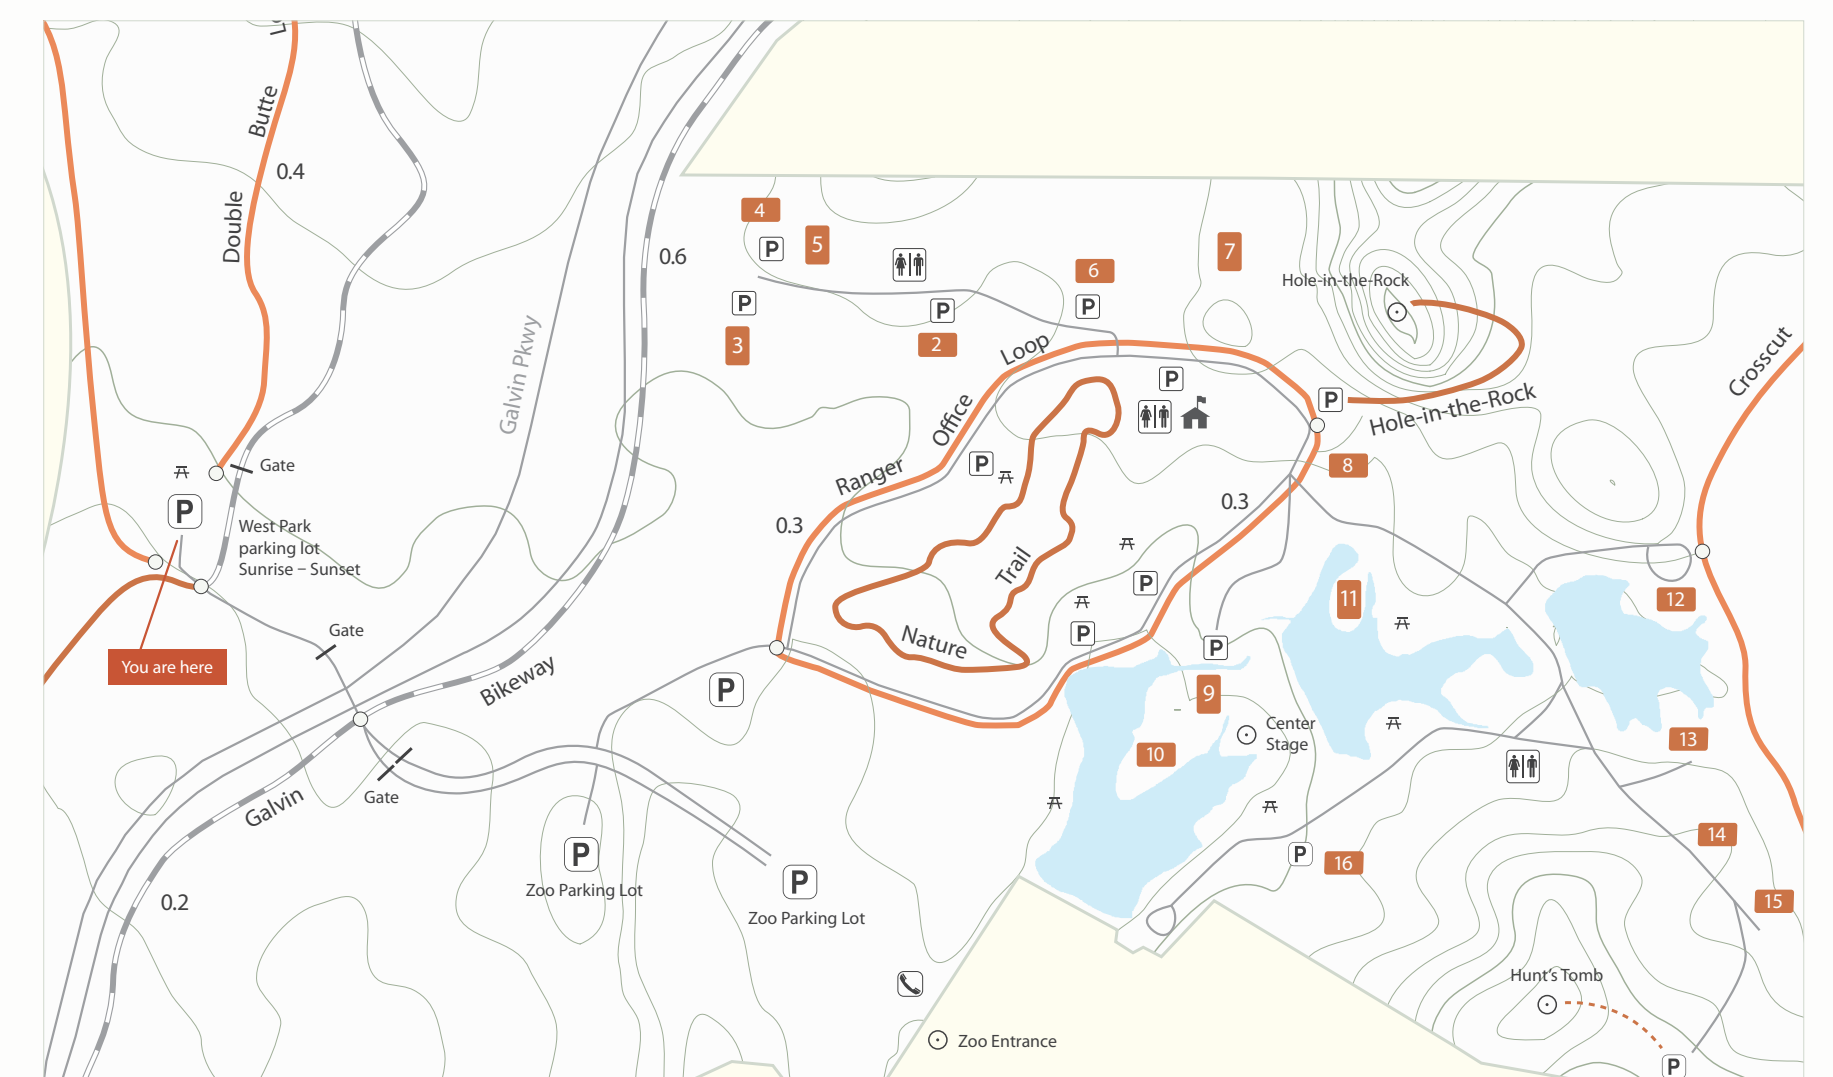 Butte
0.4
Double
4
5
7
0.6
6
P
P
P
P
Hole-in-the-Rock
2
3
Loop
Galvin Pkwy
Crosscut
P
P
Hole-in-the-Rock
Office
Gate
P
8
Ranger
0.3
0.3
P
West Park
parking lot
Sunrise – Sunset
Trail
P
11
12
Gate
Nature
P
P
You are here
Bikeway
P
9
Center
Stage
13
10
Gate
Galvin
14
P
Zoo Parking Lot
P
16
P
Zoo Parking Lot
0.2
15
Hunt's Tomb
Zoo Entrance
P